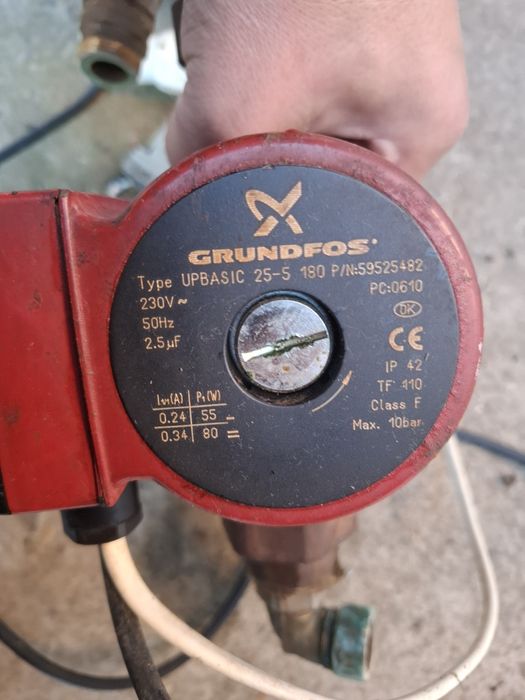 GRUNDFOS
Type UPBASIC 25-5 180 P/N:59525482
230V~ PC:0610
50Hz DK
2.5µF CE
IP 42
TF 110
Class F
Max. 10bar
I1/1(A) P1(W)
0.24 55
0.34 80